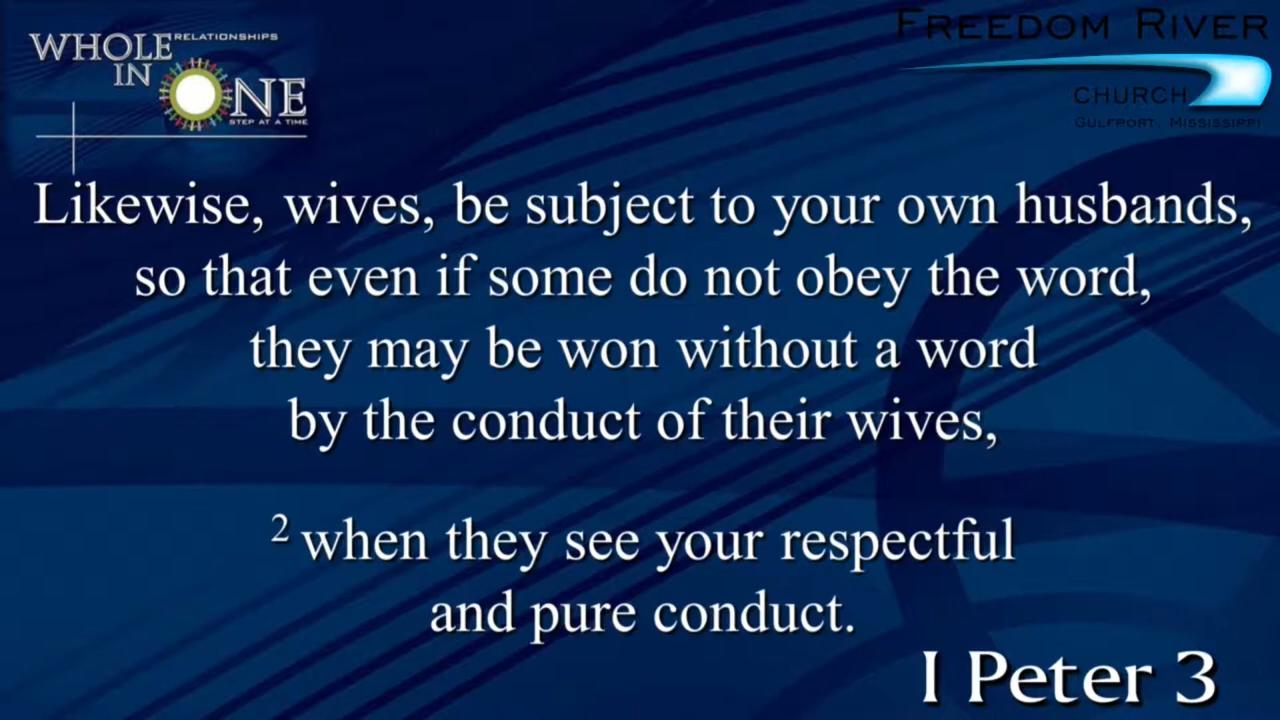 WHOLE RELATIONSHIPS
IN ONE
STEP AT A TIME
FREEDOM RIVER
CHURCH
GULFPORT, MISSISSIPPI
Likewise, wives, be subject to your own husbands,
so that even if some do not obey the word,
they may be won without a word
by the conduct of their wives,
2 when they see your respectful
and pure conduct.
I Peter 3